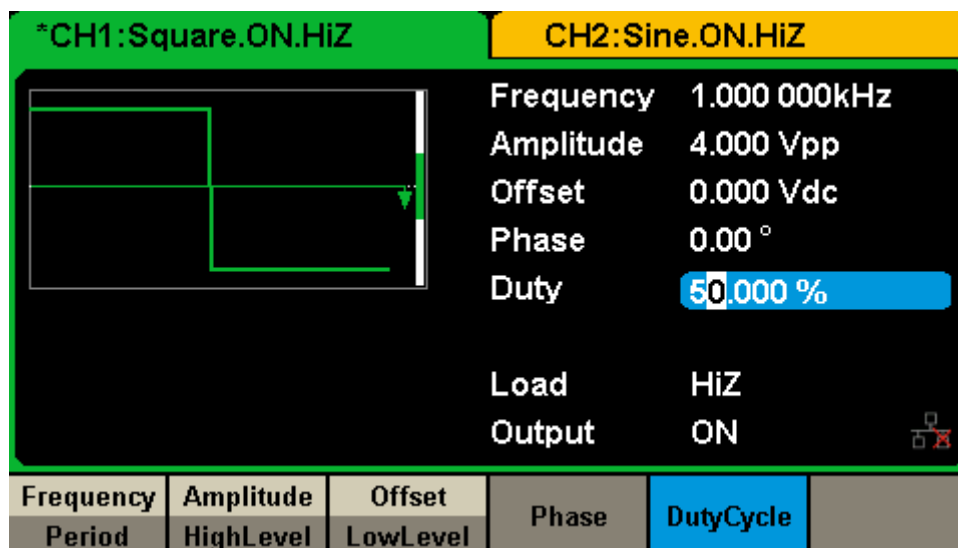 *CH1:Square.ON.HiZ
CH2:Sine.ON.HiZ
Frequency 1.000 000kHz
Amplitude 4.000 Vpp
Offset 0.000 Vdc
Phase 0.00 °
Duty 50.000 %
Load HiZ
Output ON
Frequency Amplitude Offset Phase DutyCycle
Period HighLevel LowLevel